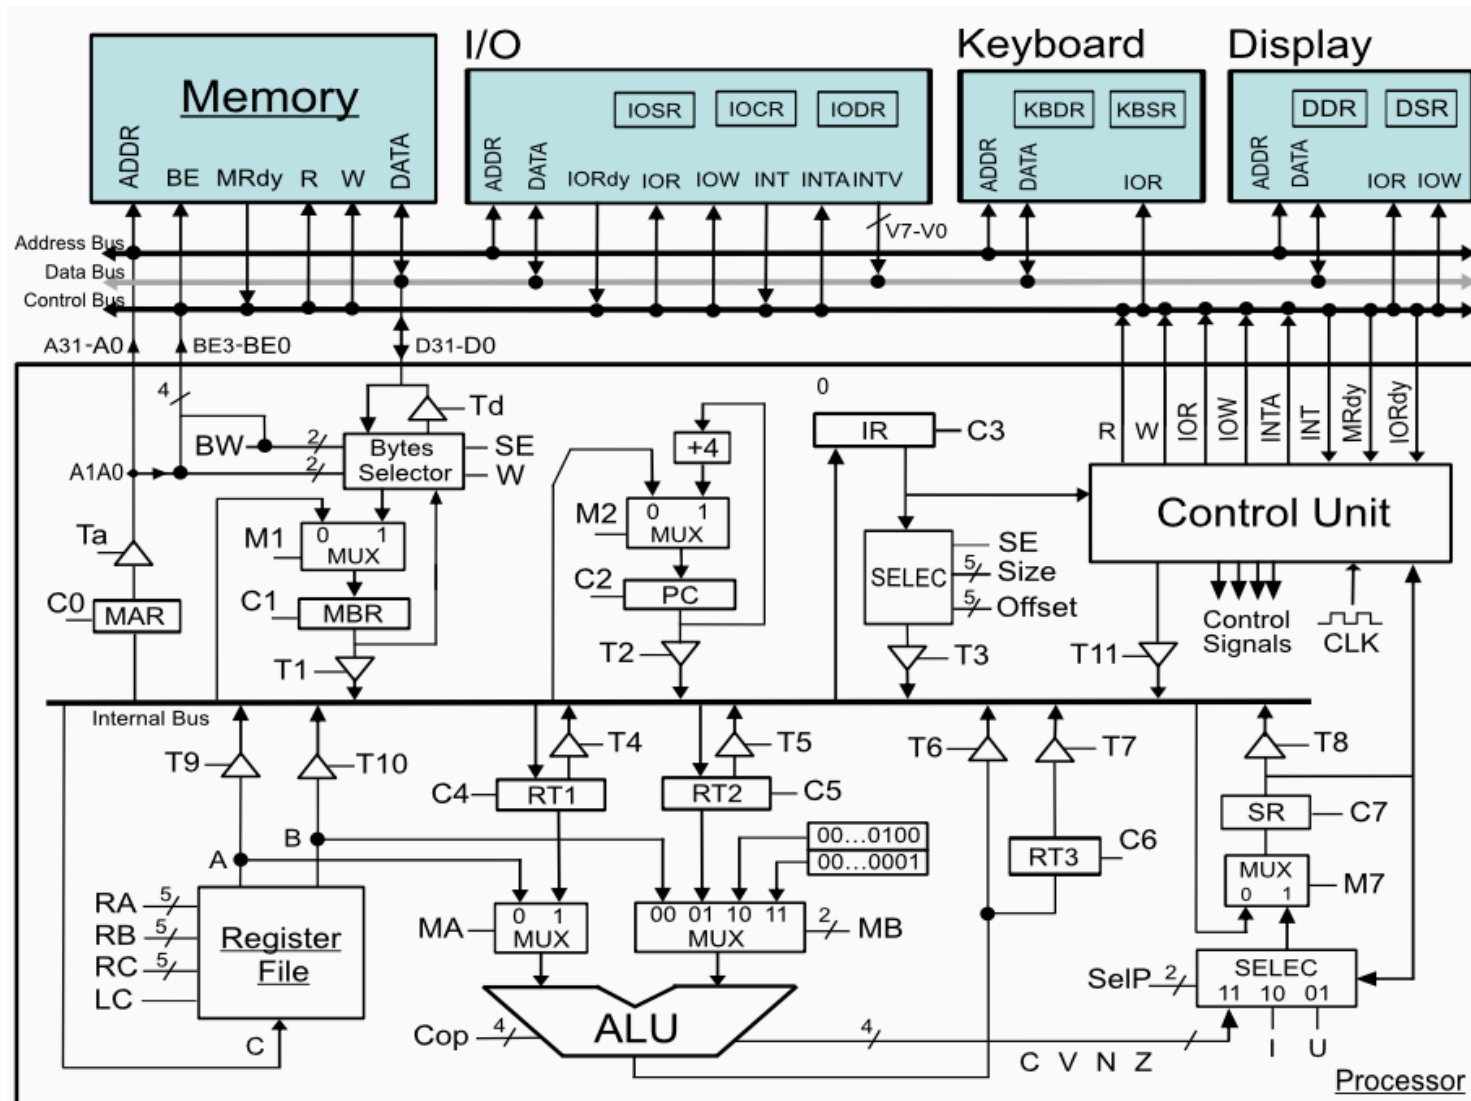 I/O
Keyboard
Display
Memory
IOSR
IOCR
IODR
KBDR
KBSR
DDR
DSR
ADDR
BE
MRdy
R
W
DATA
ADDR
DATA
IORdy
IOR
IOW
INT
INTA
INTV
ADDR
DATA
IOR
ADDR
DATA
IOR
IOW
V7-V0
Address Bus
Data Bus
Control Bus
A31-A0
BE3-BE0
D31-D0
0
4
Td
R
W
IOR
IOW
INTA
INT
MRdy
IORdy
BW
2
Bytes
Selector
SE
W
+4
IR
C3
A1A0
2
Control Unit
Ta
M1
0 1
MUX
M2
0 1
MUX
SELEC
SE
5
Size
5
Offset
C0
MAR
C1
MBR
C2
PC
Control
Signals
CLK
T1
T2
T3
T11
Internal Bus
T9
T10
T4
T5
T6
T7
T8
C4
RT1
RT2
C5
SR
C7
A
B
00...0100
00...0001
RT3
C6
MUX
0 1
M7
RA
5
RB
5
RC
5
LC
Register
File
MA
0 1
MUX
00 01 10 11
MUX
2
MB
SelP
2
SELEC
11 10 01
C
Cop
4
ALU
4
C V N Z
I
U
Processor